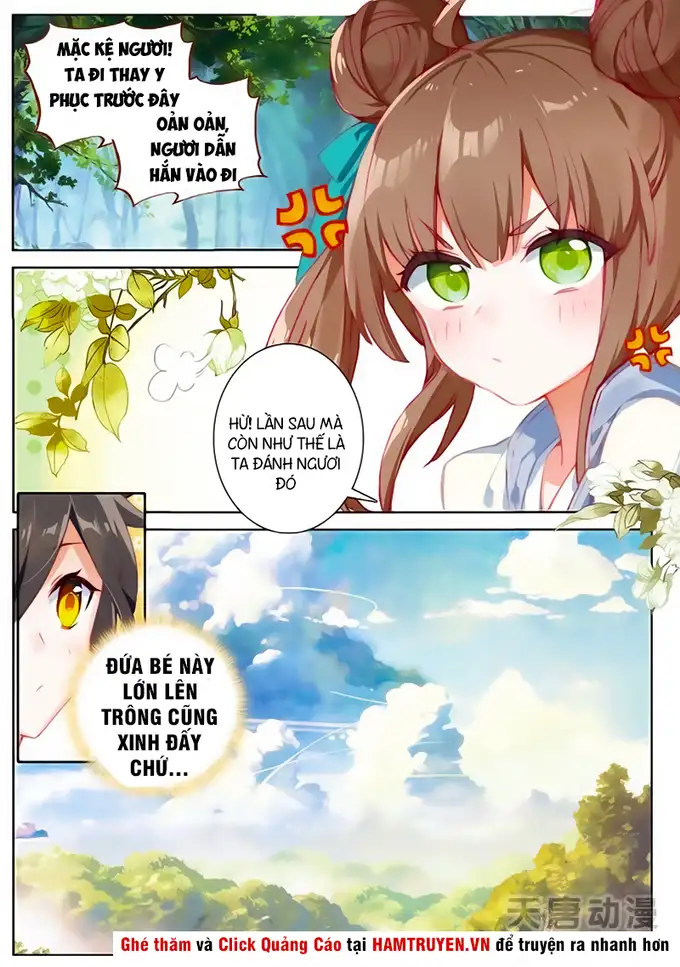 MẶC KỆ NGƯƠI!
TA ĐI THAY Y
PHỤC TRƯỚC ĐÂY
OẢN OẢN,
NGƯƠI DẪN
HẮN VÀO ĐI
HỪ! LẦN SAU MÀ
CÒN NHƯ THẾ LÀ
TA ĐÁNH NGƯƠI
ĐÓ
ĐỨA BÉ NÀY
LỚN LÊN
TRÔNG CŨNG
XINH ĐẤY
CHỨ...
天唐动漫
Ghé thăm và Click Quảng Cáo tại HAMTRUYEN.VN để truyện ra nhanh hơn